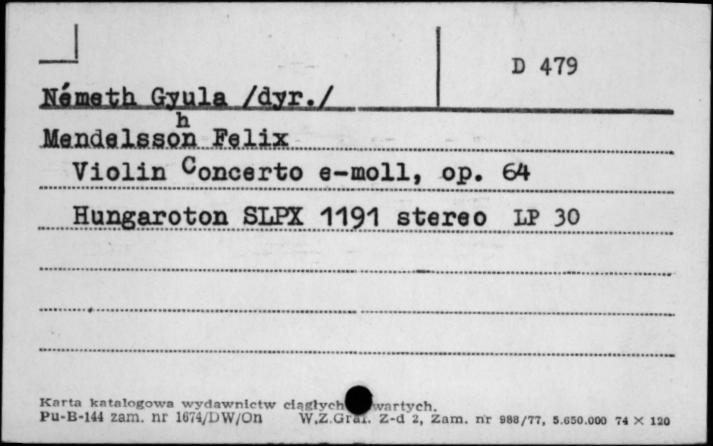 D 479
Németh Gyula /dyr./
h
Mendelsson Felix
Violin Concerto e-moll, op. 64
Hungaroton SLPX 1191 stereo LP 30
Karta katalogowa wydawnictw ciągłych wartych.
Pu-B-144 zam. nr 1674/DW/On W.Z.Graf. Z-d 2, Zam. nr 988/77, 5.650.000 74 X 120